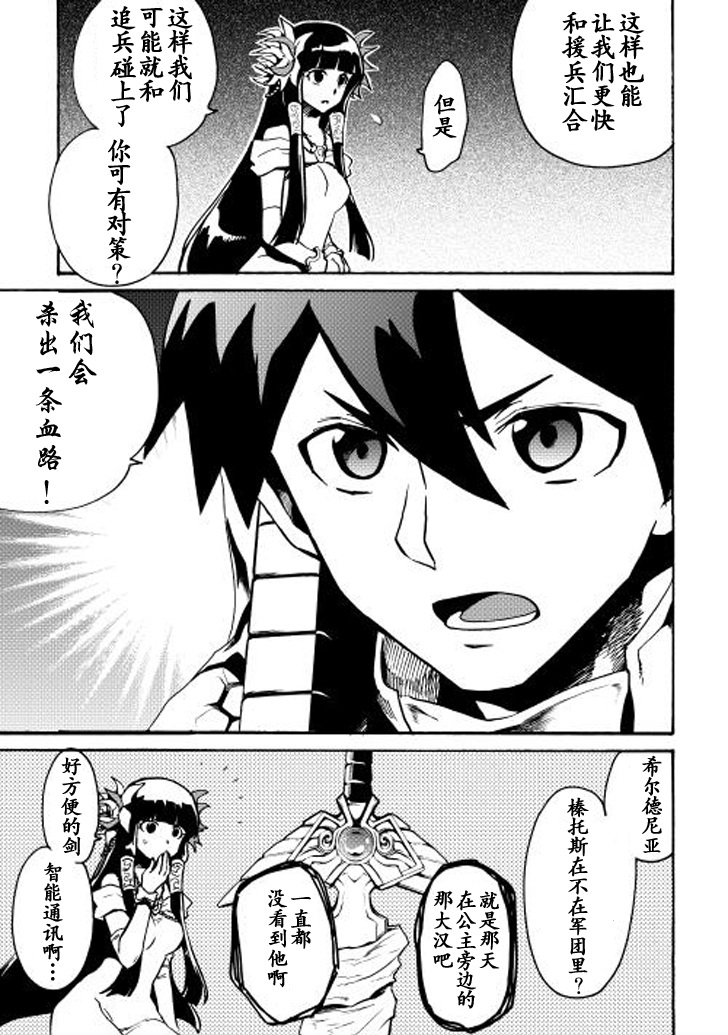 这样也能
让我们更快
和援兵汇合
但是
这样我们
可能就和
追兵碰上了
你可有对策？
我们会
杀出一条血路！
希尔德尼亚
榛托斯在不在军团里？
就是那天
在公主旁边的
那大汉吧
一直都
没看到他啊
好方便的剑
智能通讯啊…